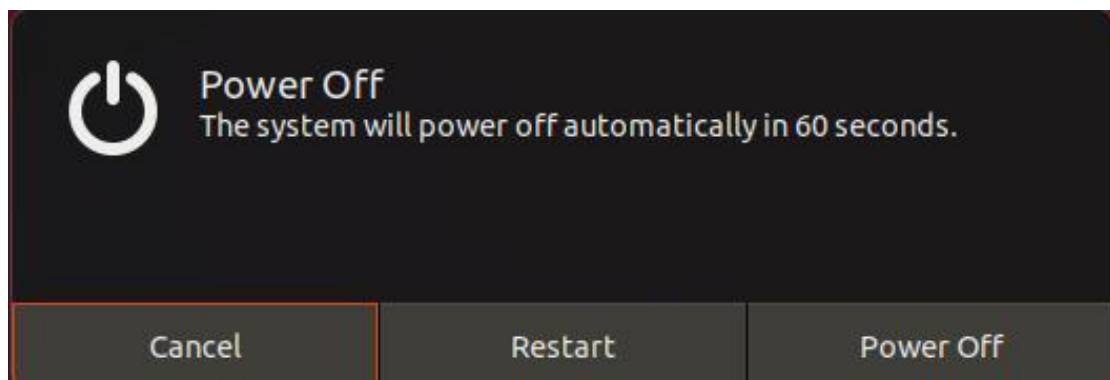 Power Off
The system will power off automatically in 60 seconds.
Cancel Restart Power Off